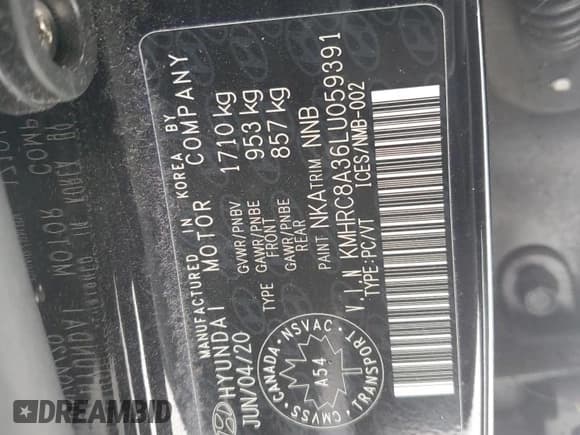 MANUFACTURED IN KOREA BY
HYUNDAI MOTOR COMPANY
JUN/04/20
GVWR/PNBV 1710 kg
TYPE GAWR/PNBE FRONT 953 kg
GAWR/PNBE REAR 857 kg
PAINT NKA TRIM NNB
V.I.N KMHRC8A36LU059391
TYPE:PC/VT ICES/NMB-002
CANADA NSVAC TRANSPORT CMVSS
A54
DREAMBID